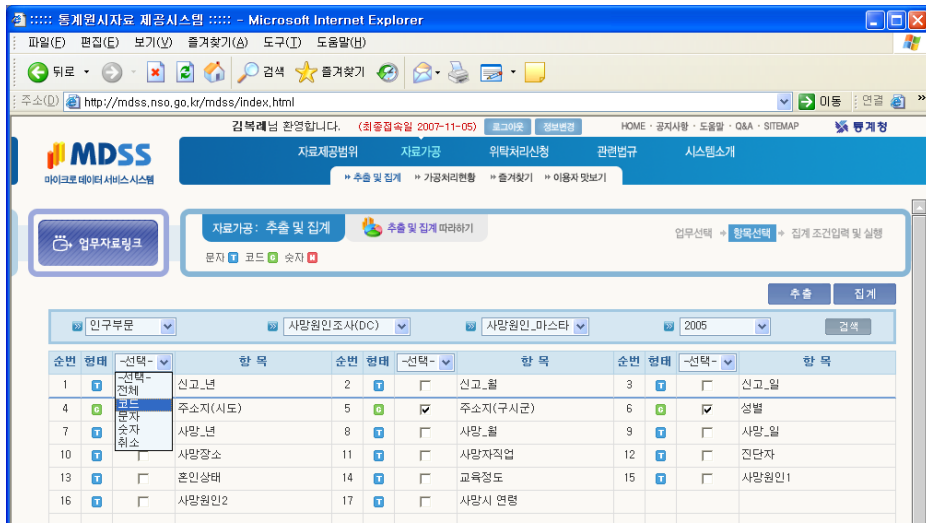 ::::: 통계원시자료 제공시스템 ::::: - Microsoft Internet Explorer
파일(F) 편집(E) 보기(V) 즐겨찾기(A) 도구(T) 도움말(H)
뒤로 검색 즐겨찾기
주소(D) http://mdss.nso.go.kr/mdss/index.html 이동 연결 »
김복례님 환영합니다. (최종접속일 2007-11-05) 로그아웃 정보변경 HOME · 공지사항 · 도움말 · Q&A · SITEMAP 통계청
MDSS 자료제공범위 자료가공 위탁처리신청 관련법규 시스템소개
마이크로 데이터 서비스 시스템 추출 및 집계 가공처리현황 즐겨찾기 이용자 맛보기
업무자료링크 자료가공: 추출 및 집계 추출 및 집계 따라하기 업무선택 항목선택 집계 조건입력 및 실행
문자 T 코드 G 숫자 N
추출 집계
인구부문 사망원인조사(DC) 사망원인_마스타 2005 검색
순번 형태 -선택- 항 목 순번 형태 -선택- 항 목 순번 형태 -선택- 항 목
-선택-
전체
코드
문자
숫자
취소
1 T 신고_년 2 T 신고_월 3 T 신고_일
4 G 주소지(시도) 5 G 주소지(구시군) 6 G 성별
7 T 사망_년 8 T 사망_월 9 T 사망_일
10 T 사망장소 11 T 사망자직업 12 T 진단자
13 T 혼인상태 14 T 교육정도 15 T 사망원인1
16 T 사망원인2 17 T 사망시 연령